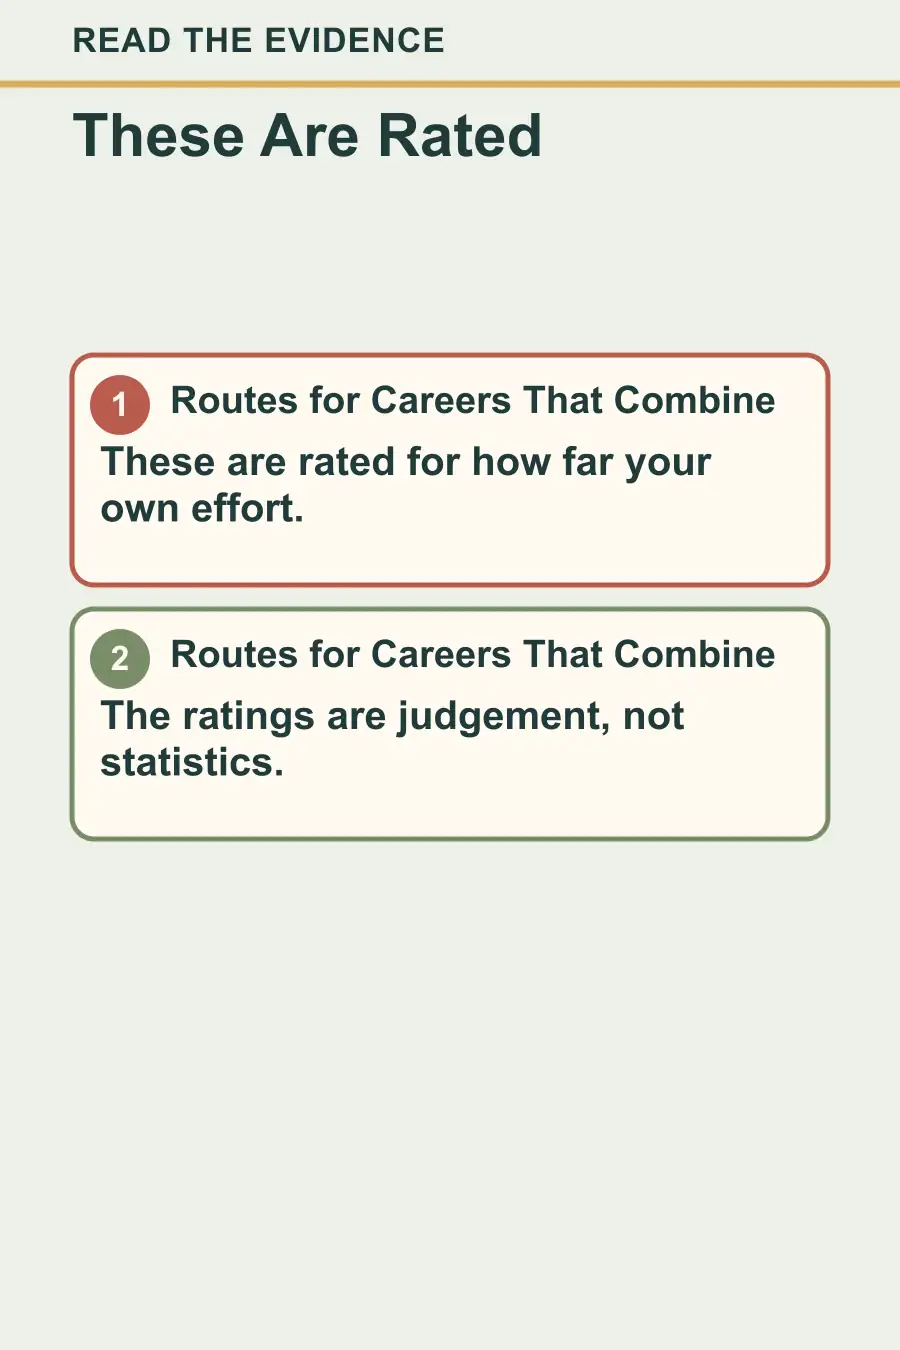 READ THE EVIDENCE
These Are Rated
1
Routes for Careers That Combine
These are rated for how far your
own effort.
2
Routes for Careers That Combine
The ratings are judgement, not
statistics.